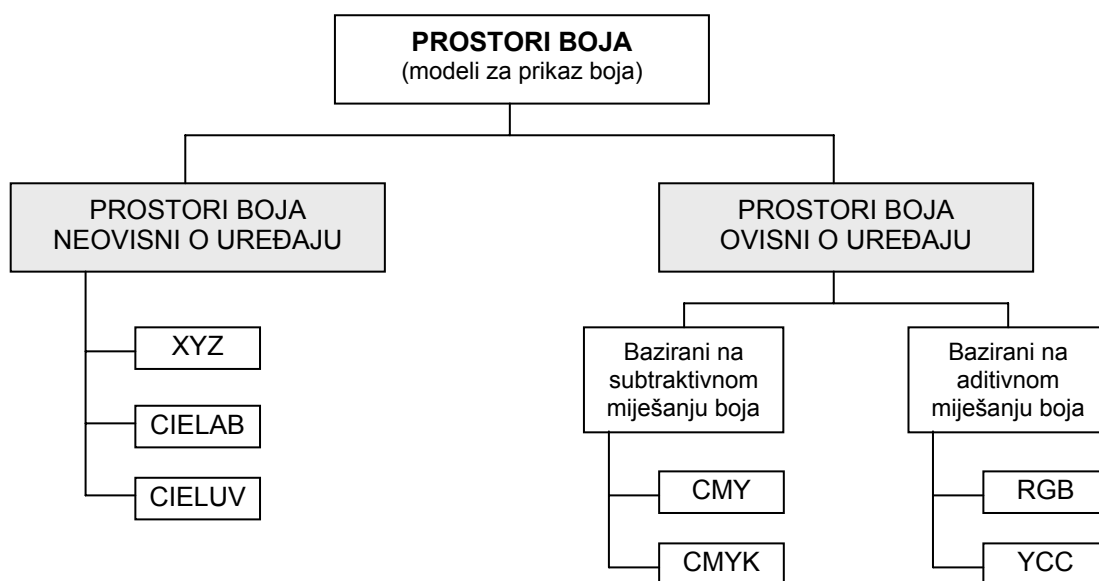 PROSTORI BOJA
(modeli za prikaz boja)
PROSTORI BOJA
NEOVISNI O UREĐAJU
XYZ
CIELAB
CIELUV
PROSTORI BOJA
OVISNI O UREĐAJU
Bazirani na
subtraktivnom
miješanju boja
CMY
CMYK
Bazirani na
aditivnom
miješanju boja
RGB
YCC